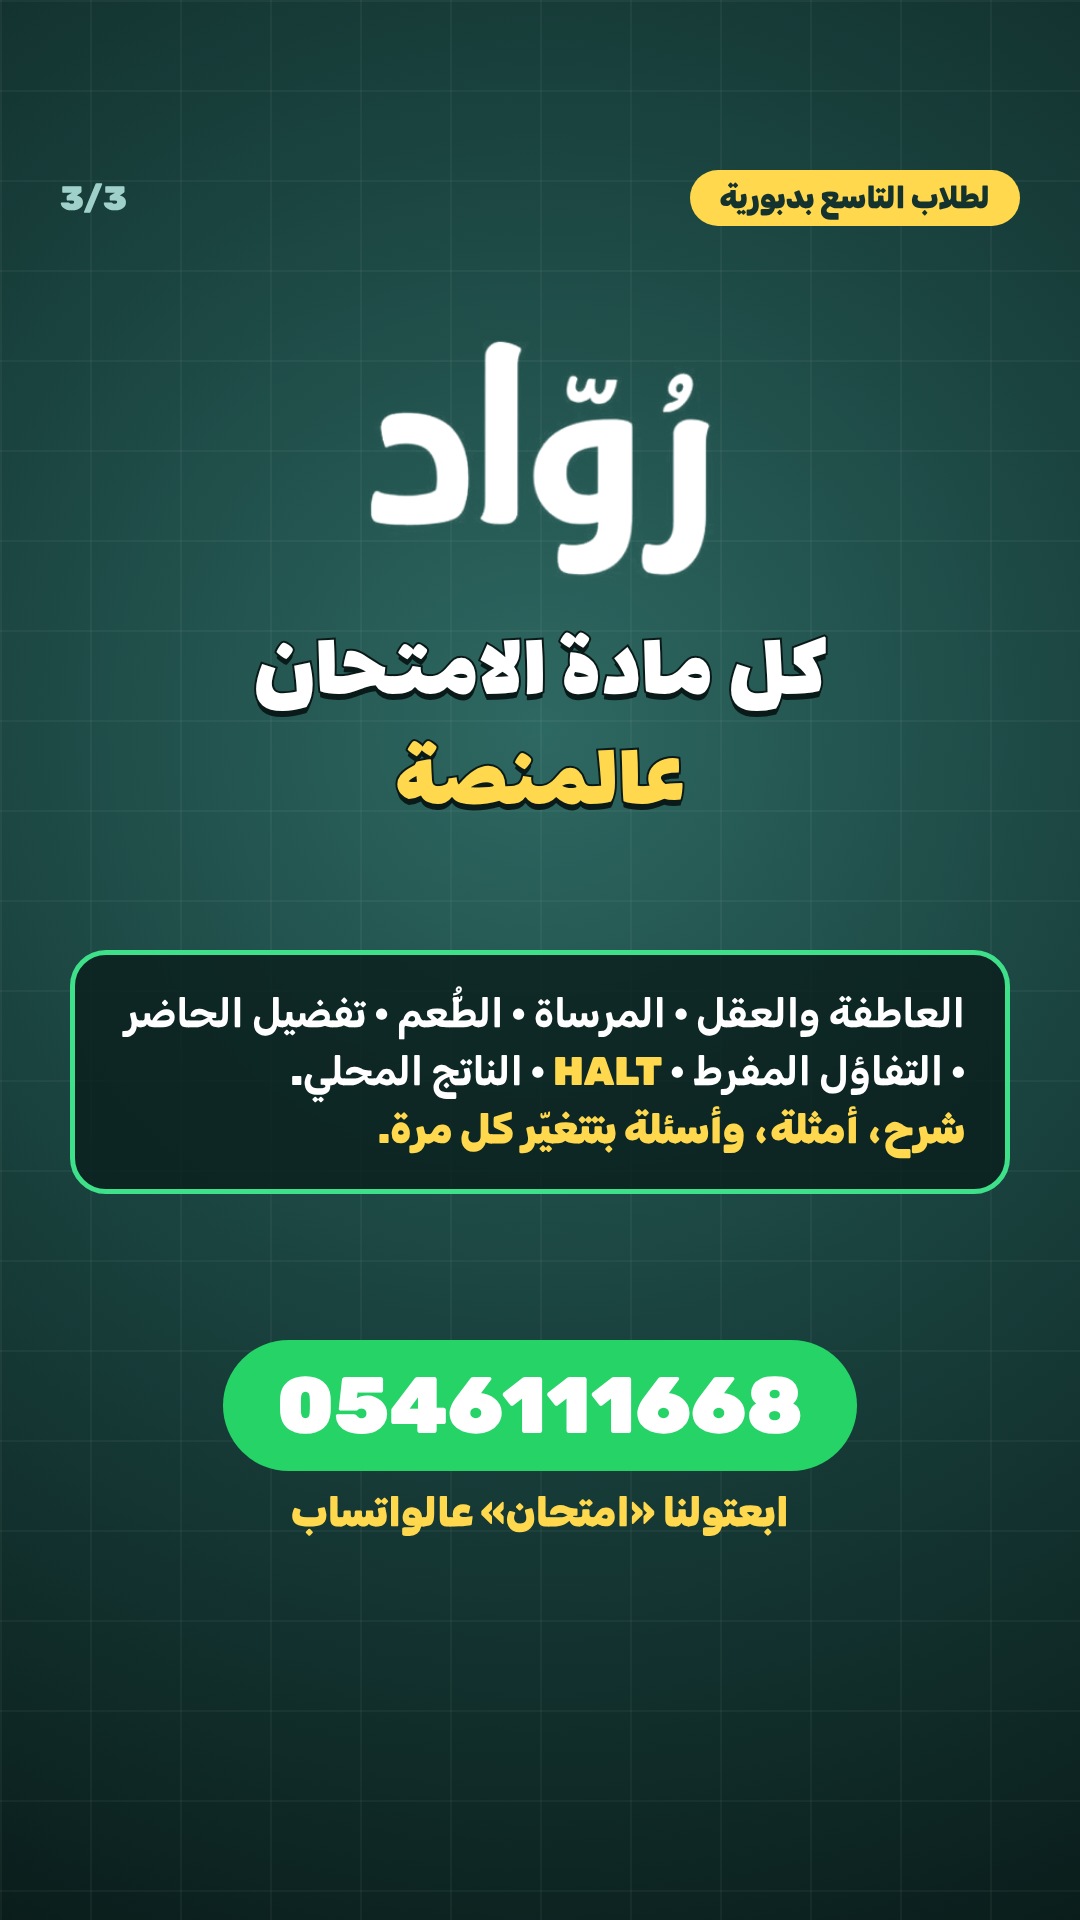 لطلاب التاسع بدبورية
3/3
رُوّاد
كل مادة الامتحان
عالمنصة
العاطفة والعقل • المرساة • الطُّعم • تفضيل الحاضر
• التفاؤل المفرط • HALT • الناتج المحلي.
شرح، أمثلة، وأسئلة بتتغيّر كل مرة.
0546111668
ابعتولنا «امتحان» عالواتساب